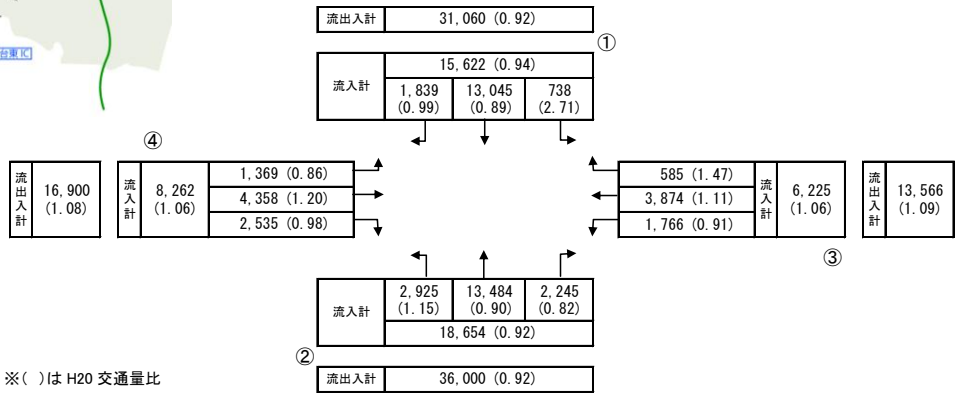 流出入計 31,060 (0.92)
①
台東IC
流入計 15,622 (0.94)
1,839 13,045 738
(0.99) (0.89) (2.71)
④
流出入計 16,900 (1.08)
流入計 8,262 (1.06)
1,369 (0.86)
4,358 (1.20)
2,535 (0.98)
585 (1.47)
3,874 (1.11)
1,766 (0.91)
流入計 6,225 (1.06)
流出入計 13,566 (1.09)
③
流入計
2,925 13,484 2,245
(1.15) (0.90) (0.82)
18,654 (0.92)
②
※( )は H20 交通量比
流出入計 36,000 (0.92)